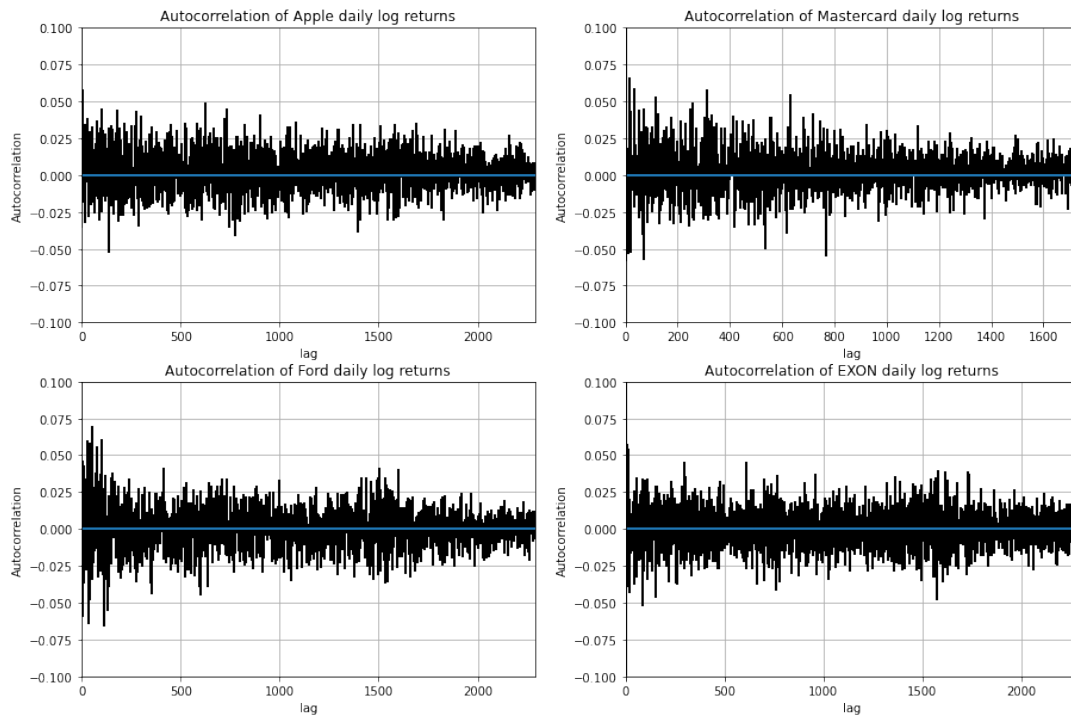 Autocorrelation of Apple daily log returns
0.100
0.075
0.050
0.025
0.000
−0.025
−0.050
−0.075
−0.100
Autocorrelation
0 500 1000 1500 2000
lag
Autocorrelation of Mastercard daily log returns
0.100
0.075
0.050
0.025
0.000
−0.025
−0.050
−0.075
−0.100
Autocorrelation
0 200 400 600 800 1000 1200 1400 1600
lag
Autocorrelation of Ford daily log returns
0.100
0.075
0.050
0.025
0.000
−0.025
−0.050
−0.075
−0.100
Autocorrelation
0 500 1000 1500 2000
lag
Autocorrelation of EXON daily log returns
0.100
0.075
0.050
0.025
0.000
−0.025
−0.050
−0.075
−0.100
Autocorrelation
0 500 1000 1500 2000
lag